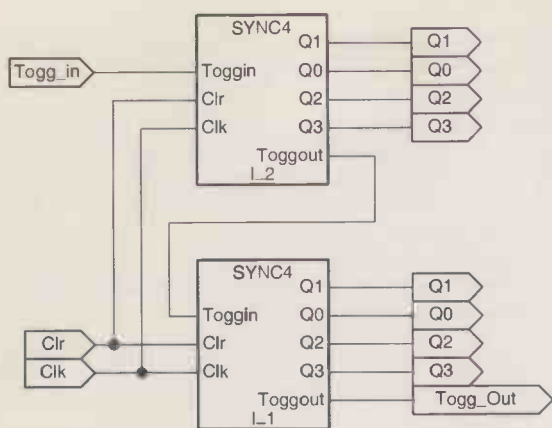 SYNC4
Q1 Q1
Togg_in Toggin Q0 Q0
Clr Q2 Q2
Clk Q3 Q3
Toggout
I_2
SYNC4
Q1 Q1
Toggin Q0 Q0
Clr Clr Q2 Q2
Clk Clk Q3 Q3
Toggout Togg_Out
I_1